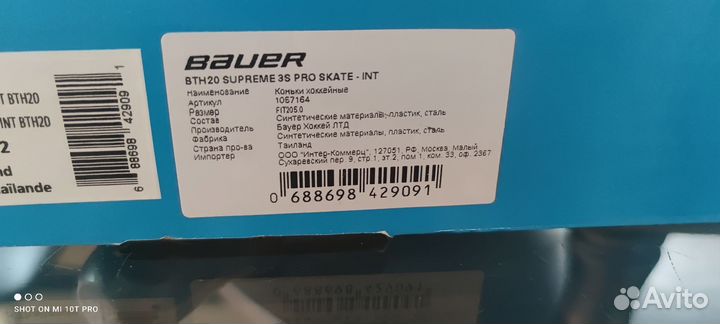 BAUER
BTH20 SUPREME 3S PRO SKATE - INT
Наименование Коньки хоккейные
Артикул 1057164
Размер FIT205.0
Состав Синтетические материалы, пластик, сталь
Производитель Бауер Хоккей ЛТД
Фабрика Синтетические материалы, пластик, сталь
Страна про-ва Таиланд
Импортер ООО "Интер-Коммерц", 127051, РФ, Москва, Малый
Сухаревский пер. 9, стр.1, эт.2, пом 1, ком. 33, оф. 2367
0 688698 429091
T BTH20
INT BTH20
2
nd
aïlande
6 88698 42909 1
SHOT ON MI 10T PRO
Avito